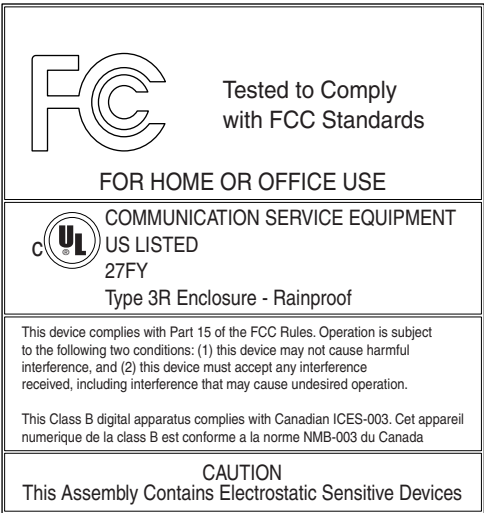 FCC
Tested to Comply
with FCC Standards
FOR HOME OR OFFICE USE
C UL ®
COMMUNICATION SERVICE EQUIPMENT
US LISTED
27FY
Type 3R Enclosure - Rainproof
This device complies with Part 15 of the FCC Rules. Operation is subject
to the following two conditions: (1) this device may not cause harmful
interference, and (2) this device must accept any interference
received, including interference that may cause undesired operation.
This Class B digital apparatus complies with Canadian ICES-003. Cet appareil
numerique de la class B est conforme a la norme NMB-003 du Canada
CAUTION
This Assembly Contains Electrostatic Sensitive Devices